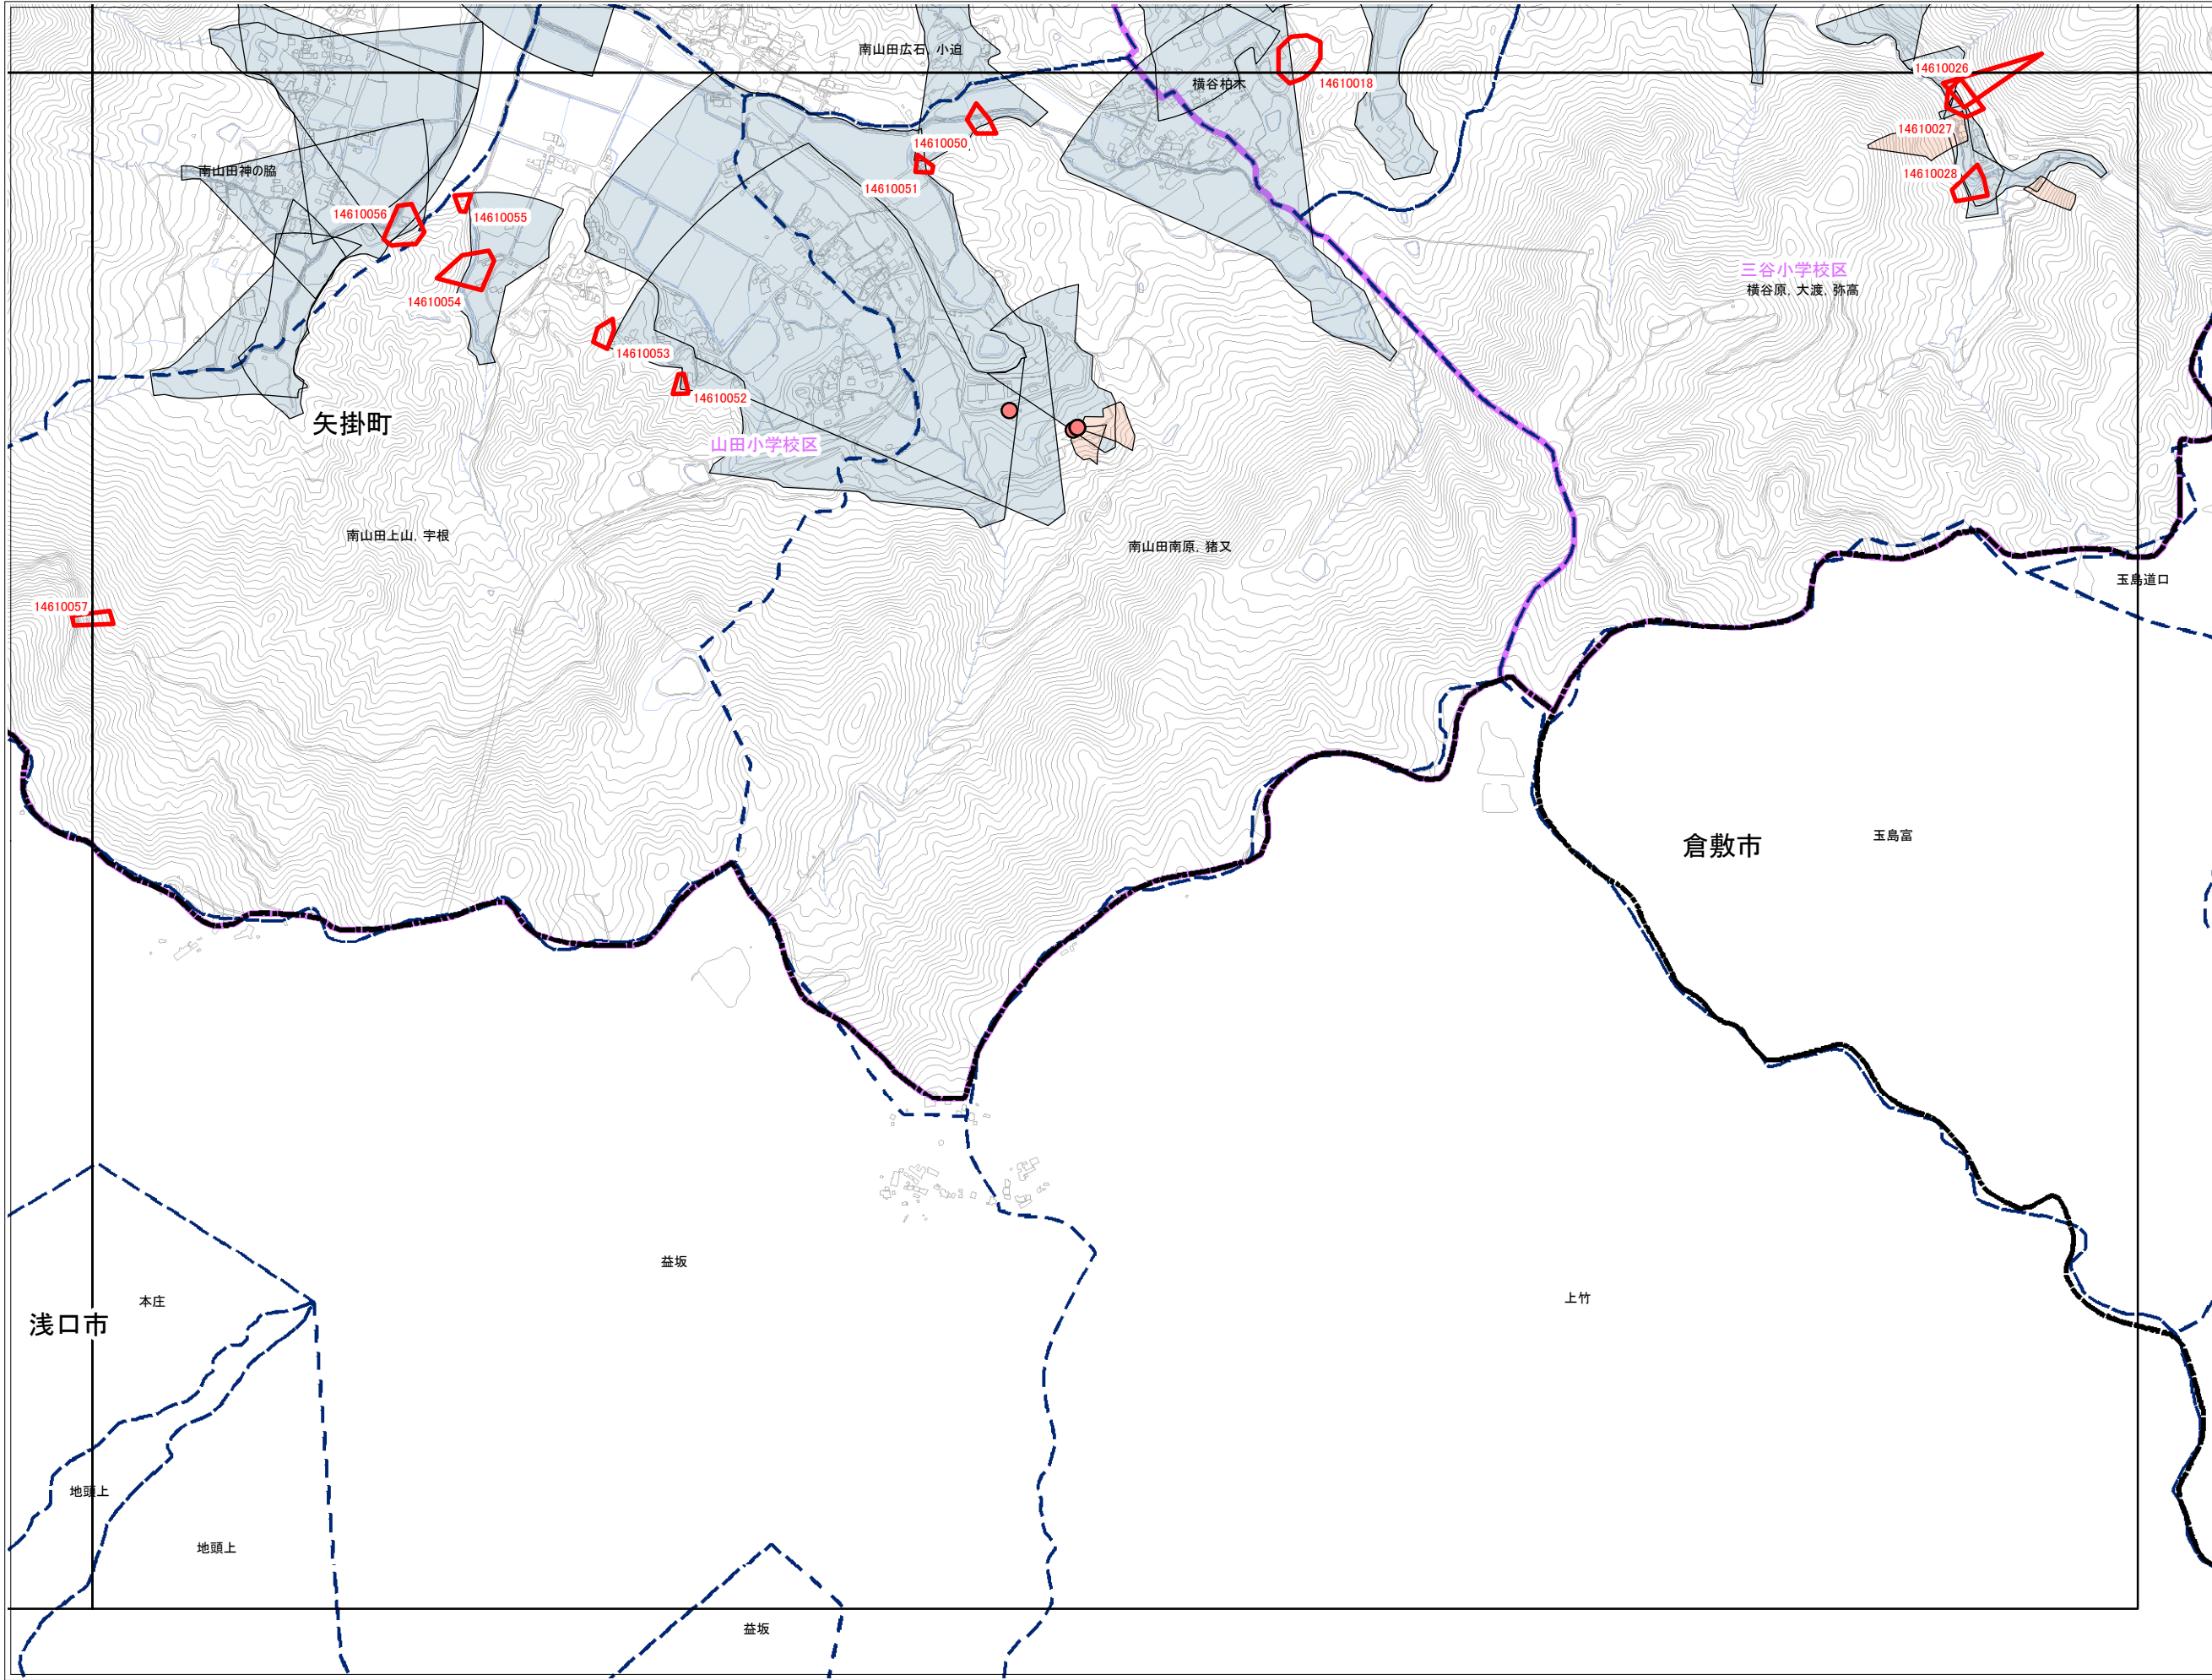 南山田広石, 小迫
横谷柏木
14610018
14610026
14610027
14610028
14610050
14610051
南山田神の脇
14610056
14610055
14610054
14610053
14610052
三谷小学校区
横谷原, 大渡, 弥高
矢掛町
山田小学校区
南山田上山, 宇根
南山田南原, 猪又
玉島道口
14610057
倉敷市
玉島富
益坂
本庄
上竹
浅口市
地頭上
地頭上
益坂